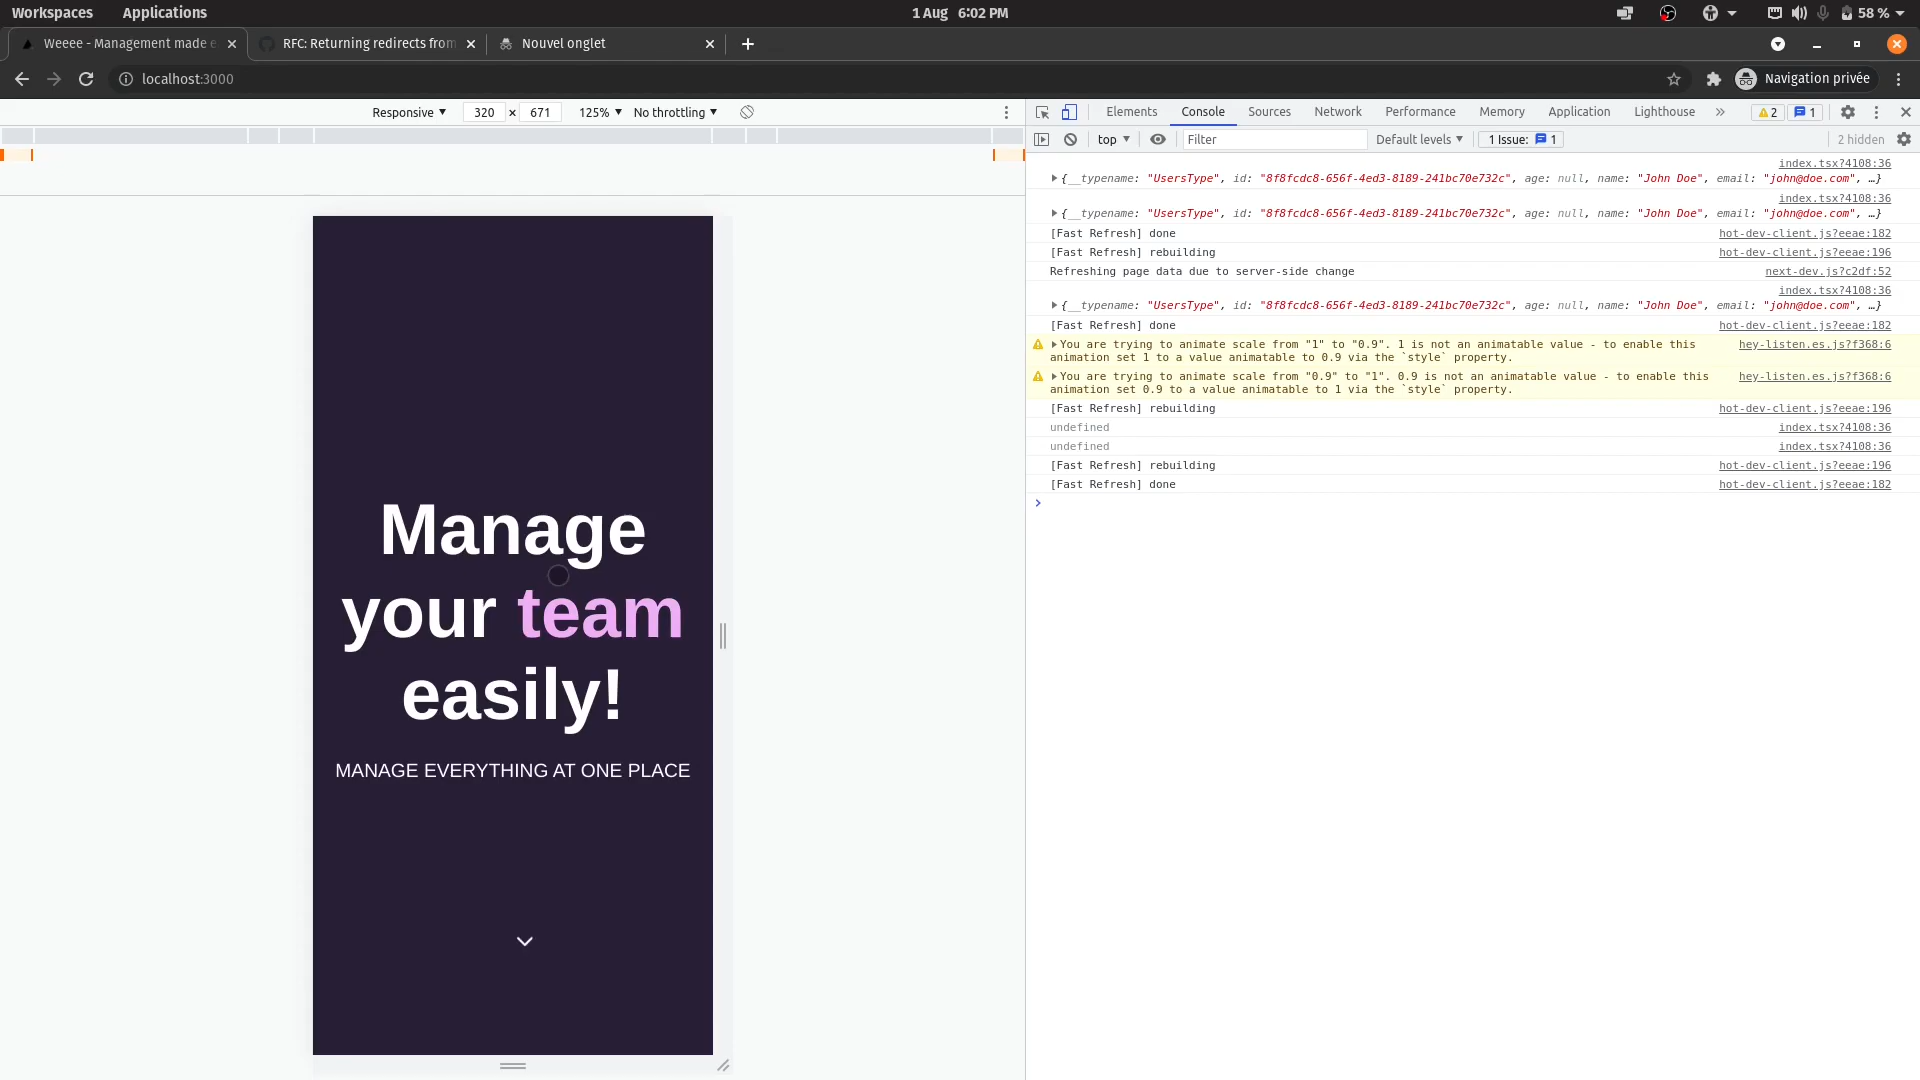 Workspaces Applications 1 Aug 6:02 PM 58 %
Weeee - Management made e RFC: Returning redirects from Nouvel onglet
localhost:3000 Navigation privée
Responsive 320 × 671 125% No throttling
Elements Console Sources Network Performance Memory Application Lighthouse » 2 1
top Filter Default levels 1 Issue: 1 2 hidden
index.tsx?4108:36
{__typename: "UsersType", id: "8f8fcdc8-656f-4ed3-8189-241bc70e732c", age: null, name: "John Doe", email: "john@doe.com", …}
index.tsx?4108:36
{__typename: "UsersType", id: "8f8fcdc8-656f-4ed3-8189-241bc70e732c", age: null, name: "John Doe", email: "john@doe.com", …}
[Fast Refresh] done hot-dev-client.js?eeae:182
[Fast Refresh] rebuilding hot-dev-client.js?eeae:196
Refreshing page data due to server-side change next-dev.js?c2df:52
index.tsx?4108:36
{__typename: "UsersType", id: "8f8fcdc8-656f-4ed3-8189-241bc70e732c", age: null, name: "John Doe", email: "john@doe.com", …}
[Fast Refresh] done hot-dev-client.js?eeae:182
You are trying to animate scale from "1" to "0.9". 1 is not an animatable value - to enable this hey-listen.es.js?f368:6
animation set 1 to a value animatable to 0.9 via the `style` property.
You are trying to animate scale from "0.9" to "1". 0.9 is not an animatable value - to enable this hey-listen.es.js?f368:6
animation set 0.9 to a value animatable to 1 via the `style` property.
[Fast Refresh] rebuilding hot-dev-client.js?eeae:196
undefined index.tsx?4108:36
undefined index.tsx?4108:36
[Fast Refresh] rebuilding hot-dev-client.js?eeae:196
[Fast Refresh] done hot-dev-client.js?eeae:182
Manage
your team
easily!
MANAGE EVERYTHING AT ONE PLACE